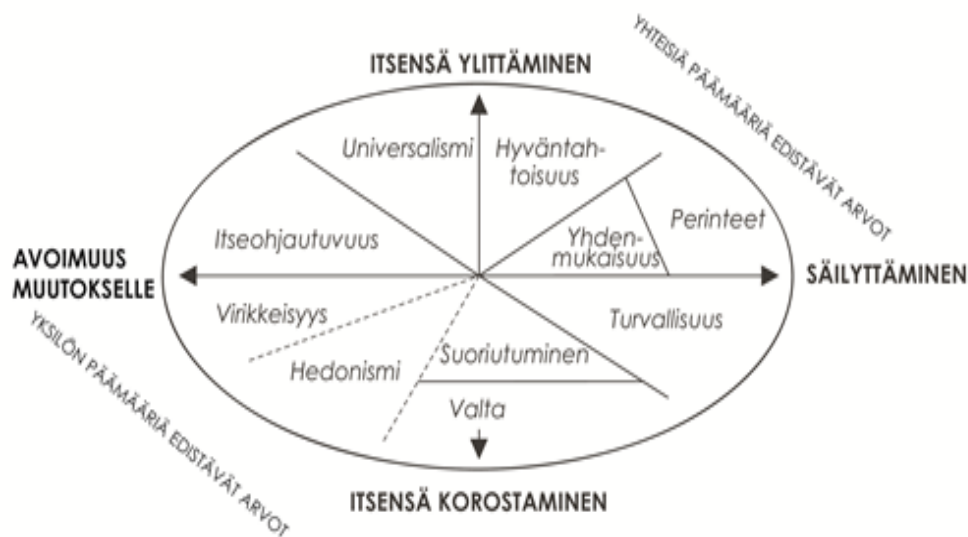 ITSENSÄ YLITTÄMINEN
YHTEISIÄ PÄÄMÄÄRIÄ EDISTÄVÄT ARVOT
Universalismi
Hyväntah-
toisuus
Perinteet
Itseohjautuvuus
Yhden-
mukaisuus
AVOIMUUS
MUUTOKSELLE
SÄILYTTÄMINEN
Virikkeisyys
Turvallisuus
Hedonismi
Suoriutuminen
Valta
YKSILÖN PÄÄMÄÄRIÄ EDISTÄVÄT ARVOT
ITSENSÄ KOROSTAMINEN